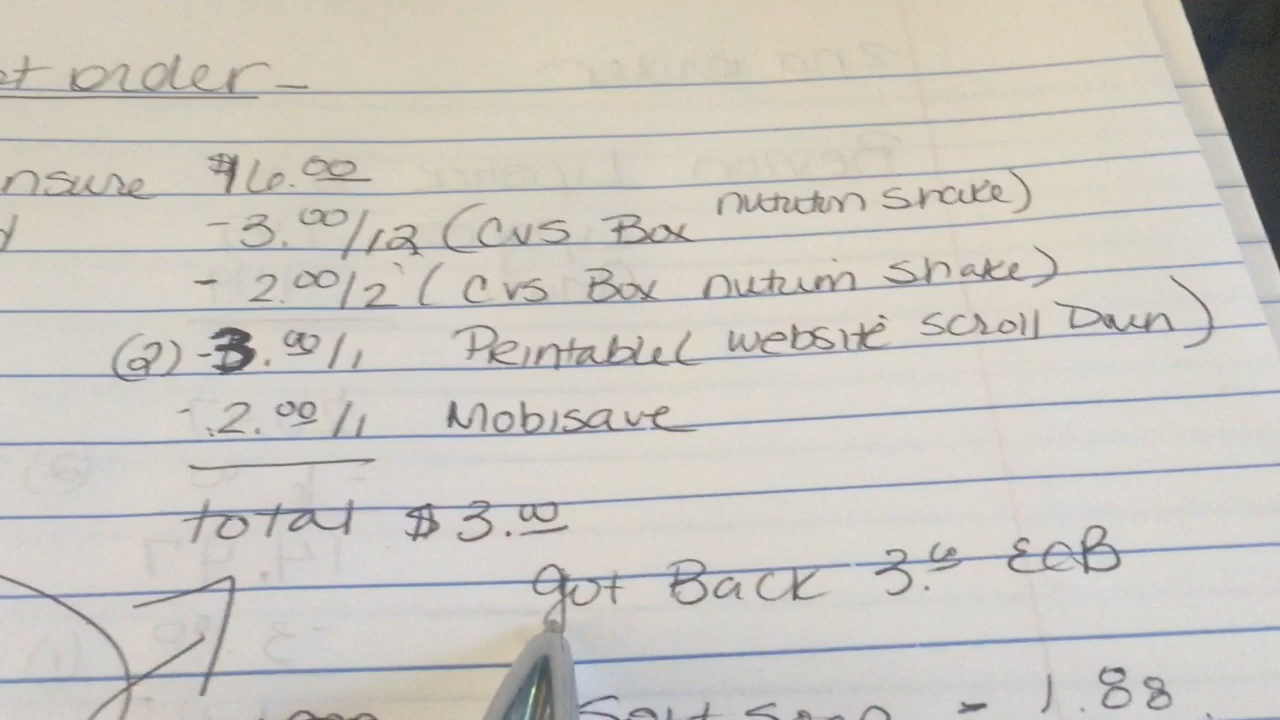 et order -
nsure $16.00
-3.00/12 (CVS Box nutrition shake)
- 2.00/2 (CVS Box nutrition shake)
(2) -3.00/1 Printable (website scroll Down)
-2.00/1 Mobisave
total $3.00
got Back 3.00 ECB
- 1.88